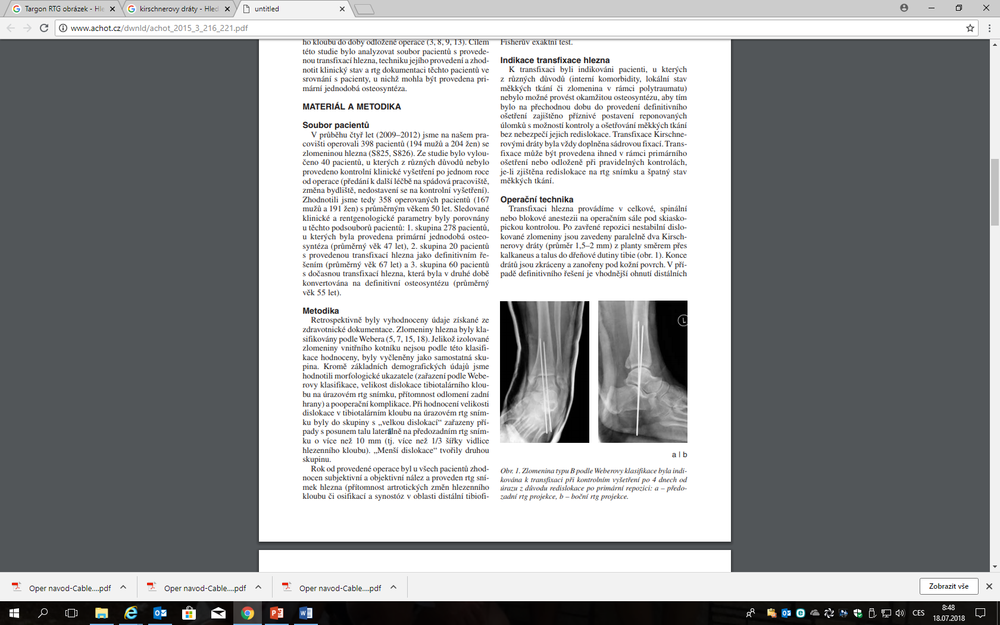 Targon RTG obrázek - Hle
kirschnerovy dráty - Hled
untitled
www.achot.cz/dwnld/achot_2015_3_216_221.pdf
ho kloubu do doby odložené operace (3, 8, 9, 13). Cílem
této studie bylo analyzovat soubor pacientů s provede-
nou transfixací hlezna, techniku jejího provedení a zhod-
notit klinický stav a rtg dokumentaci těchto pacientů ve
srovnání s pacienty, u nichž mohla být provedena pri-
mární jednodobá osteosyntéza.
MATERIÁL A METODIKA
Soubor pacientů
V průběhu čtyř let (2009–2012) jsme na našem pra-
covišti operovali 398 pacientů (194 mužů a 204 žen) se
zlomeninou hlezna (S825, S826). Ze studie bylo vylou-
čeno 40 pacientů, u kterých z různých důvodů nebylo
provedeno kontrolní klinické vyšetření po jednom roce
od operace (předání k další léčbě na spádová pracoviště,
změna bydliště, nedostavení se na kontrolní vyšetření).
Zhodnotili jsme tedy 358 operovaných pacientů (167
mužů a 191 žen) s průměrným věkem 50 let. Sledované
klinické a rentgenologické parametry byly porovnány
u těchto podsouborů pacientů: 1. skupina 278 pacientů,
u kterých byla provedena primární jednodobá osteo-
syntéza (průměrný věk 47 let), 2. skupina 20 pacientů
s provedenou transfixací hlezna jako definitivním ře-
šením (průměrný věk 67 let) a 3. skupina 60 pacientů
s dočasnou transfixací hlezna, která byla v druhé době
konvertována na definitivní osteosyntézu (průměrný
věk 55 let).
Metodika
Retrospektivně byly vyhodnoceny údaje získané ze
zdravotnické dokumentace. Zlomeniny hlezna byly kla-
sifikovány podle Webera (5, 7, 15, 18). Jelikož izolované
zlomeniny vnitřního kotníku nejsou podle této klasifi-
kace hodnoceny, byly vyčleněny jako samostatná sku-
pina. Kromě základních demografických údajů jsme
hodnotili morfologické ukazatele (zařazení podle Webe-
rovy klasifikace, velikost dislokace tibiotalárního klou-
bu na úrazovém rtg snímku, přítomnost odlomení zadní
hrany) a pooperační komplikace. Při hodnocení velikosti
dislokace v tibiotalárním kloubu na úrazovém rtg sním-
ku byly do skupiny s „velkou dislokací“ zařazeny pří-
pady s posunem talu laterálně na předozadním rtg sním-
ku o více než 10 mm (tj. více než 1/3 šířky vidlice
hlezenního kloubu). „Menší dislokace“ tvořily druhou
skupinu.
Rok od provedené operace byl u všech pacientů zhod-
nocen subjektivní a objektivní nález a proveden rtg sní-
mek hlezna (přítomnost artrotických změn hlezenního
kloubu či osifikací a synostóz v oblasti distální tibiofi-
Fisherův exaktní test.
Indikace transfixace hlezna
K transfixaci byli indikováni pacienti, u kterých
z různých důvodů (interní komorbidity, lokální stav
měkkých tkání či zlomenina v rámci polytraumatu)
nebylo možné provést okamžitou osteosyntézu, aby tím
bylo na přechodnou dobu do provedení definitivního
ošetření zajištěno příznivé postavení reponovaných
úlomků s možností kontroly a ošetřování měkkých tkání
bez nebezpečí jejich redislokace. Transfixace Kirschne-
rovými dráty byla vždy doplněna sádrovou fixací. Trans-
fixace může být provedena ihned v rámci primárního
ošetření nebo odloženě při pravidelných kontrolách,
je-li zjištěna redislokace na rtg snímku a špatný stav
měkkých tkání.
Operační technika
Transfixaci hlezna provádíme v celkové, spinální
nebo blokové anestezii na operačním sále pod skiasko-
pickou kontrolou. Po zavřené repozici nestabilní dislo-
kované zlomeniny jsou zavedeny paralelně dva Kirsch-
nerovy dráty (průměr 1,5–2 mm) z planty směrem přes
kalkaneus a talus do dřeňové dutiny tibie (obr. 1). Konce
drátů jsou zkráceny a zanořeny pod kožní povrch. V pří-
padě definitivního řešení je vhodnější ohnutí distálních
L
a | b
Obr. 1. Zlomenina typu B podle Weberovy klasifikace byla indi-
kována k transfixaci při kontrolním vyšetření po 4 dnech od
úrazu z důvodu redislokace po primární repozici: a – předo-
zadní rtg projekce, b – boční rtg projekce.
Oper navod-Cable....pdf
Oper navod-Cable....pdf
Oper navod-Cable....pdf
Zobrazit vše
CES
8:48
18.07.2018